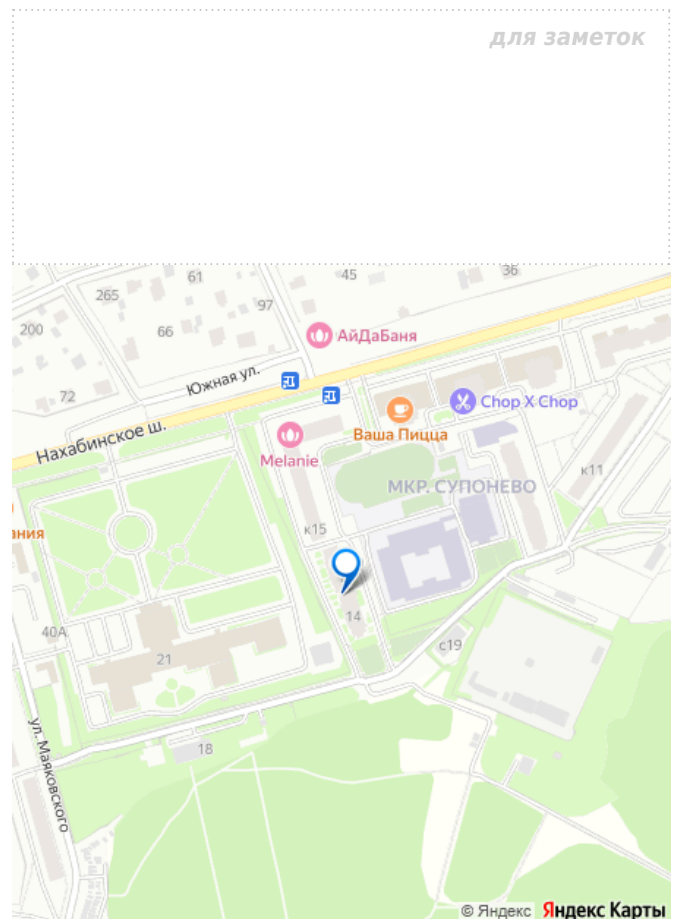 для заметок
36
45
61
265
97
200
66
АйДаБаня
Южная ул.
72
Chop X Chop
Нахабинское ш.
Ваша Пицца
Melanie
к11
МКР. СУПОНЕВО
к15
ания
14
40А
с19
21
ул. Маяковского
18
© Яндекс Яндекс Карты